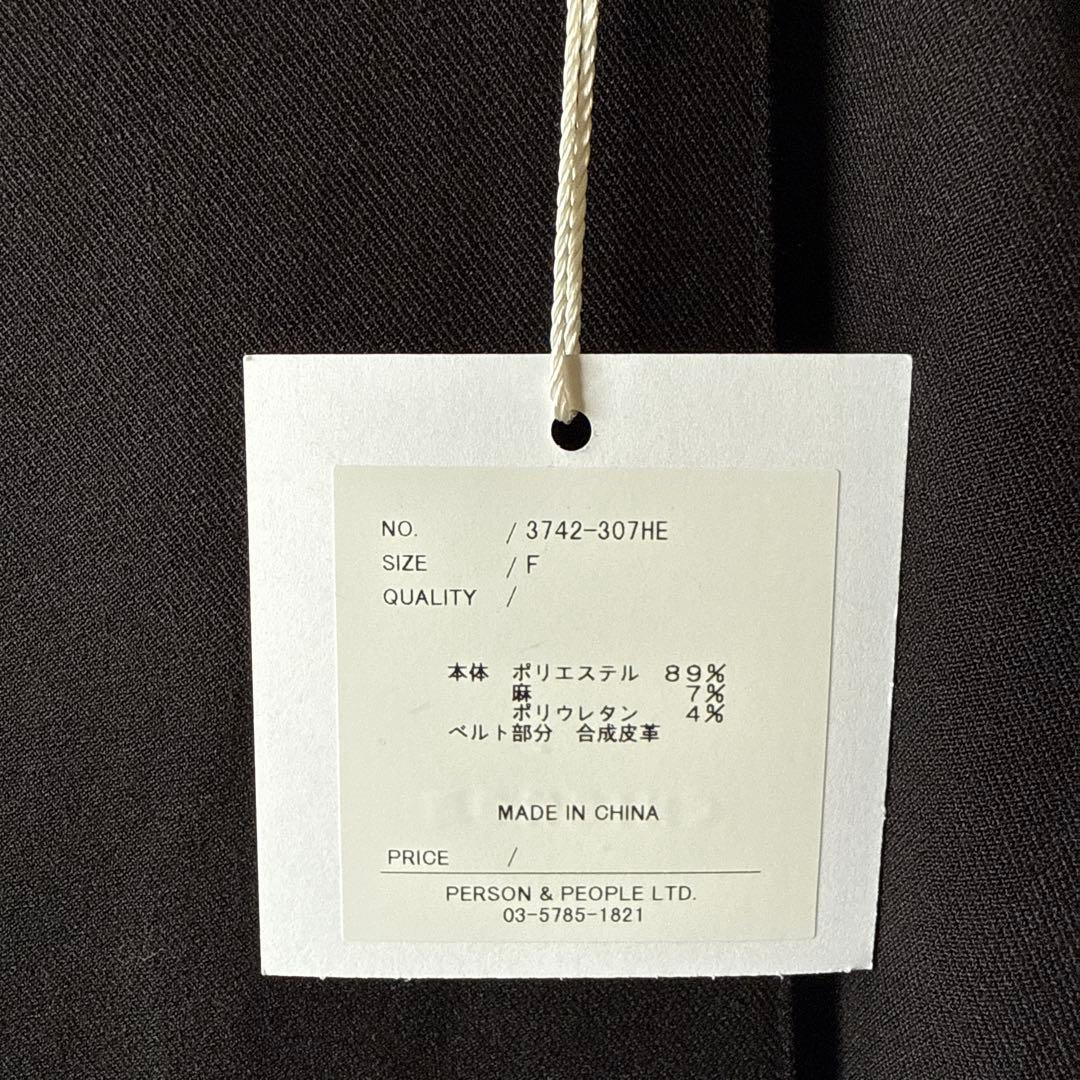 NO. / 3742-307HE
SIZE / F
QUALITY /
本体 ポリエステル 89%
麻 7%
ポリウレタン 4%
ベルト部分 合成皮革
MADE IN CHINA
PRICE /
PERSON & PEOPLE LTD.
03-5785-1821